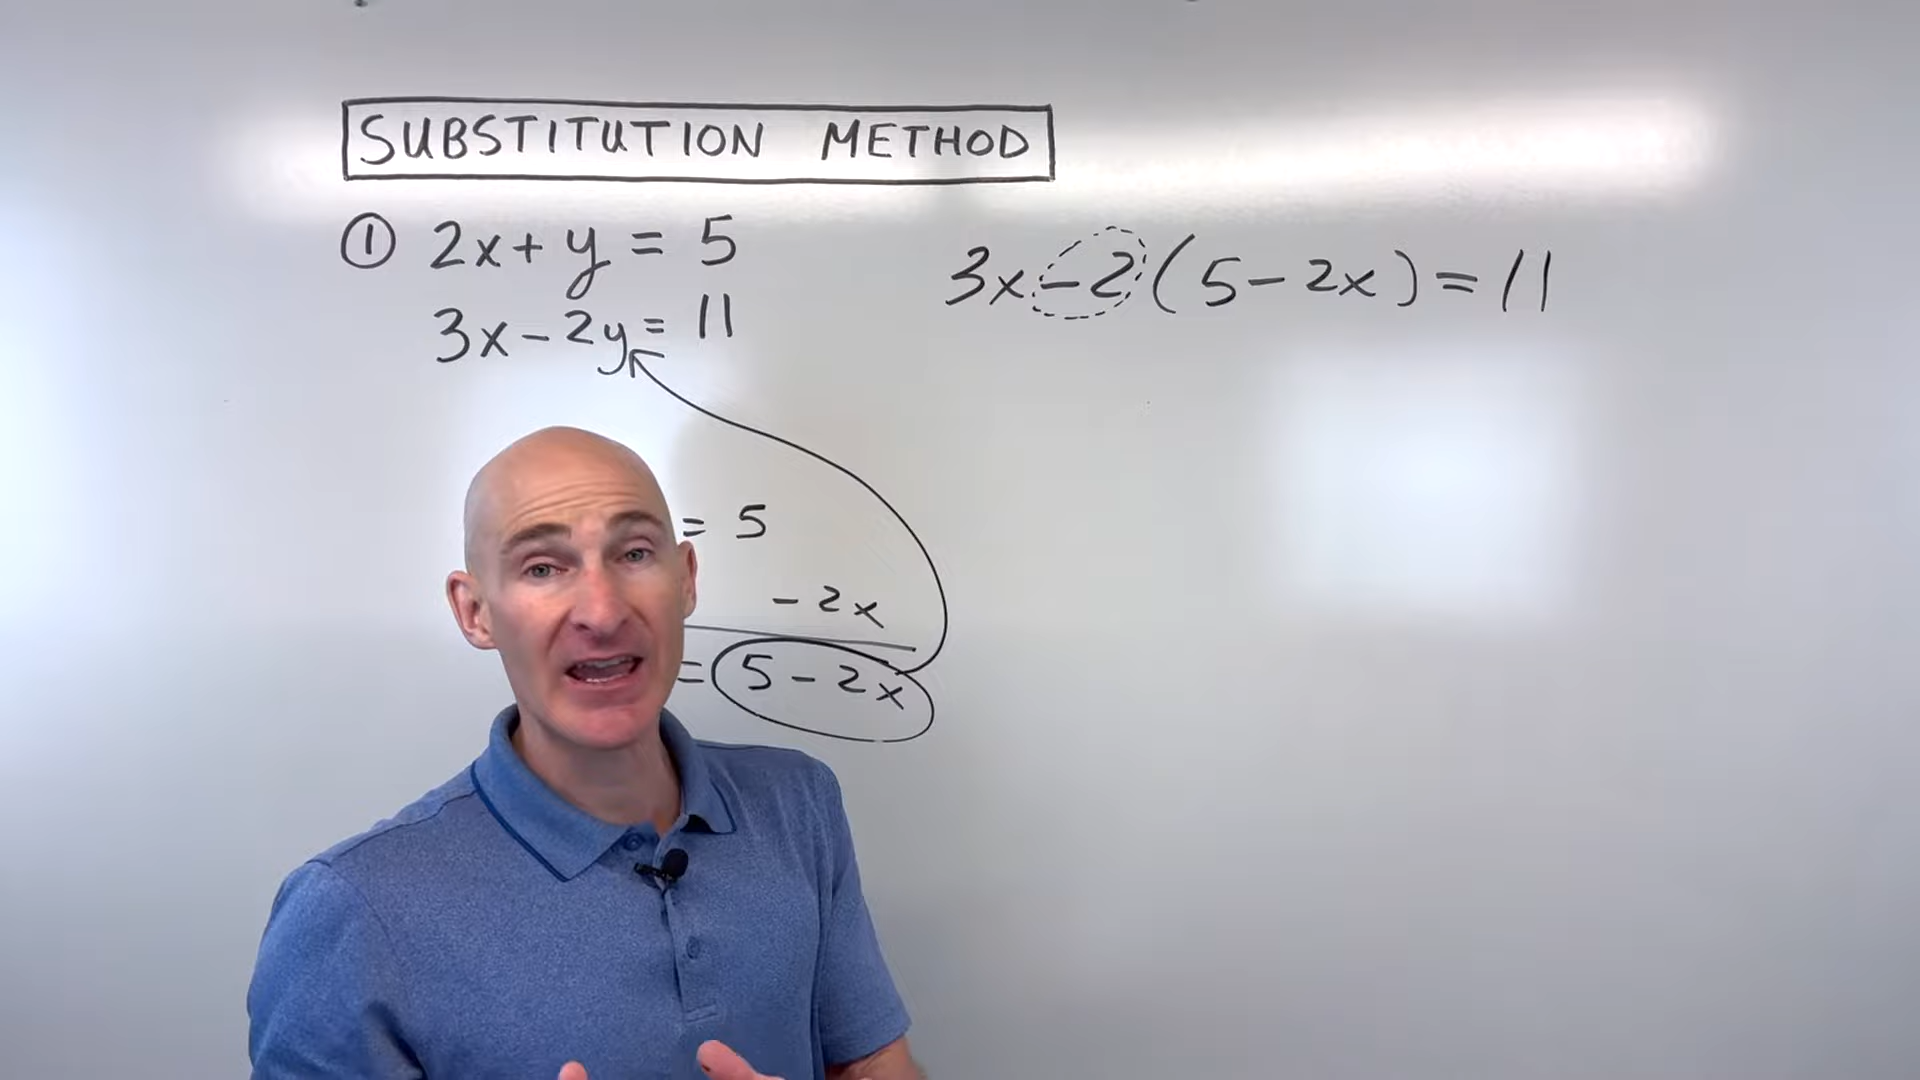 SUBSTITUTION METHOD
① 2x + y = 5
3x - 2y = 11
= 5
- 2x
= 5 - 2x
3x - 2 ( 5 - 2x ) = 11